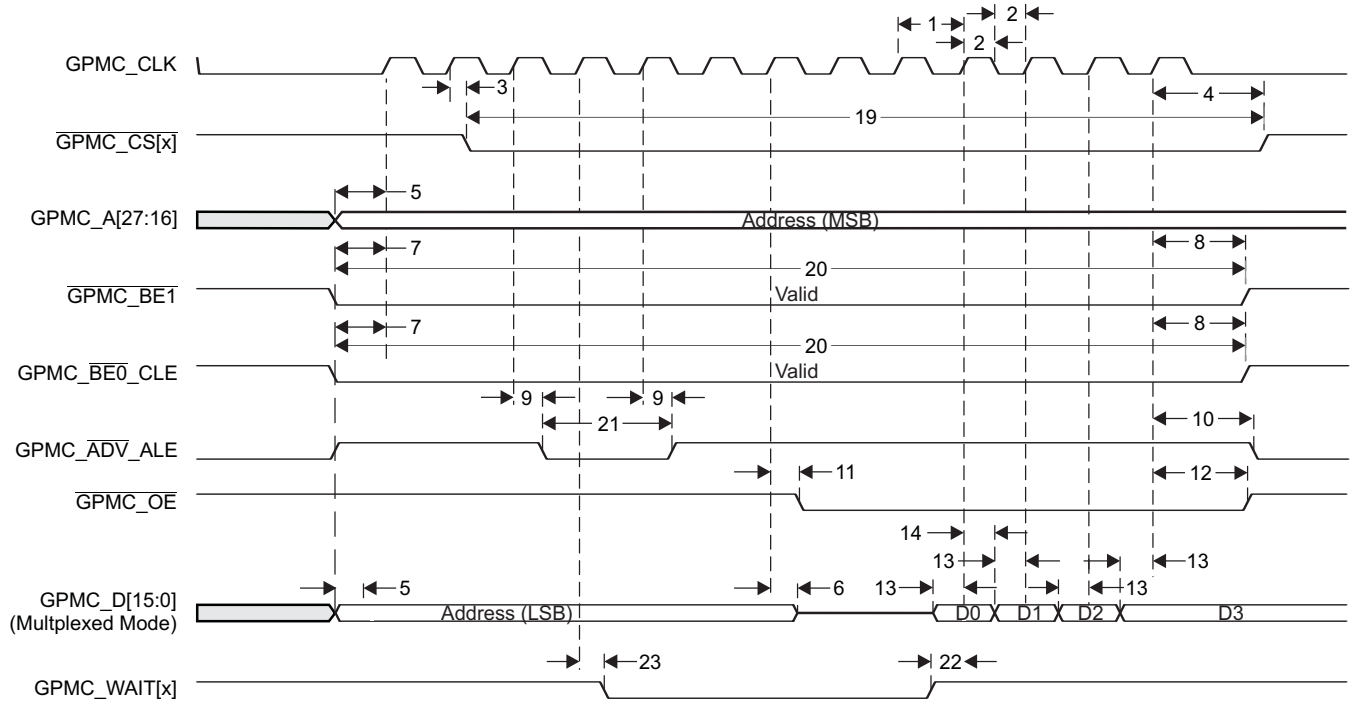 1
2
2
GPMC_CLK
3
4
19
GPMC_CS[x]
5
GPMC_A[27:16]
Address (MSB)
7
8
20
GPMC_BE1
Valid
7
8
20
GPMC_BE0_CLE
Valid
9
9
21
10
GPMC_ADV_ALE
11
12
GPMC_OE
14
13
13
5
6
13
13
GPMC_D[15:0]
(Multplexed Mode)
Address (LSB)
D0
D1
D2
D3
23
22
GPMC_WAIT[x]